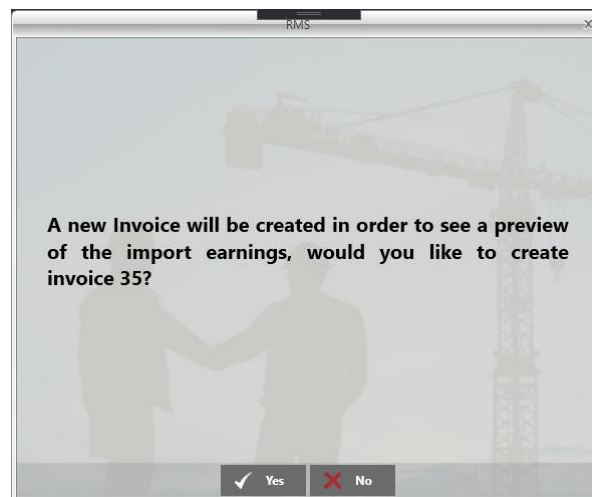 RMS
A new Invoice will be created in order to see a preview
of the import earnings, would you like to create
invoice 35?
Yes No